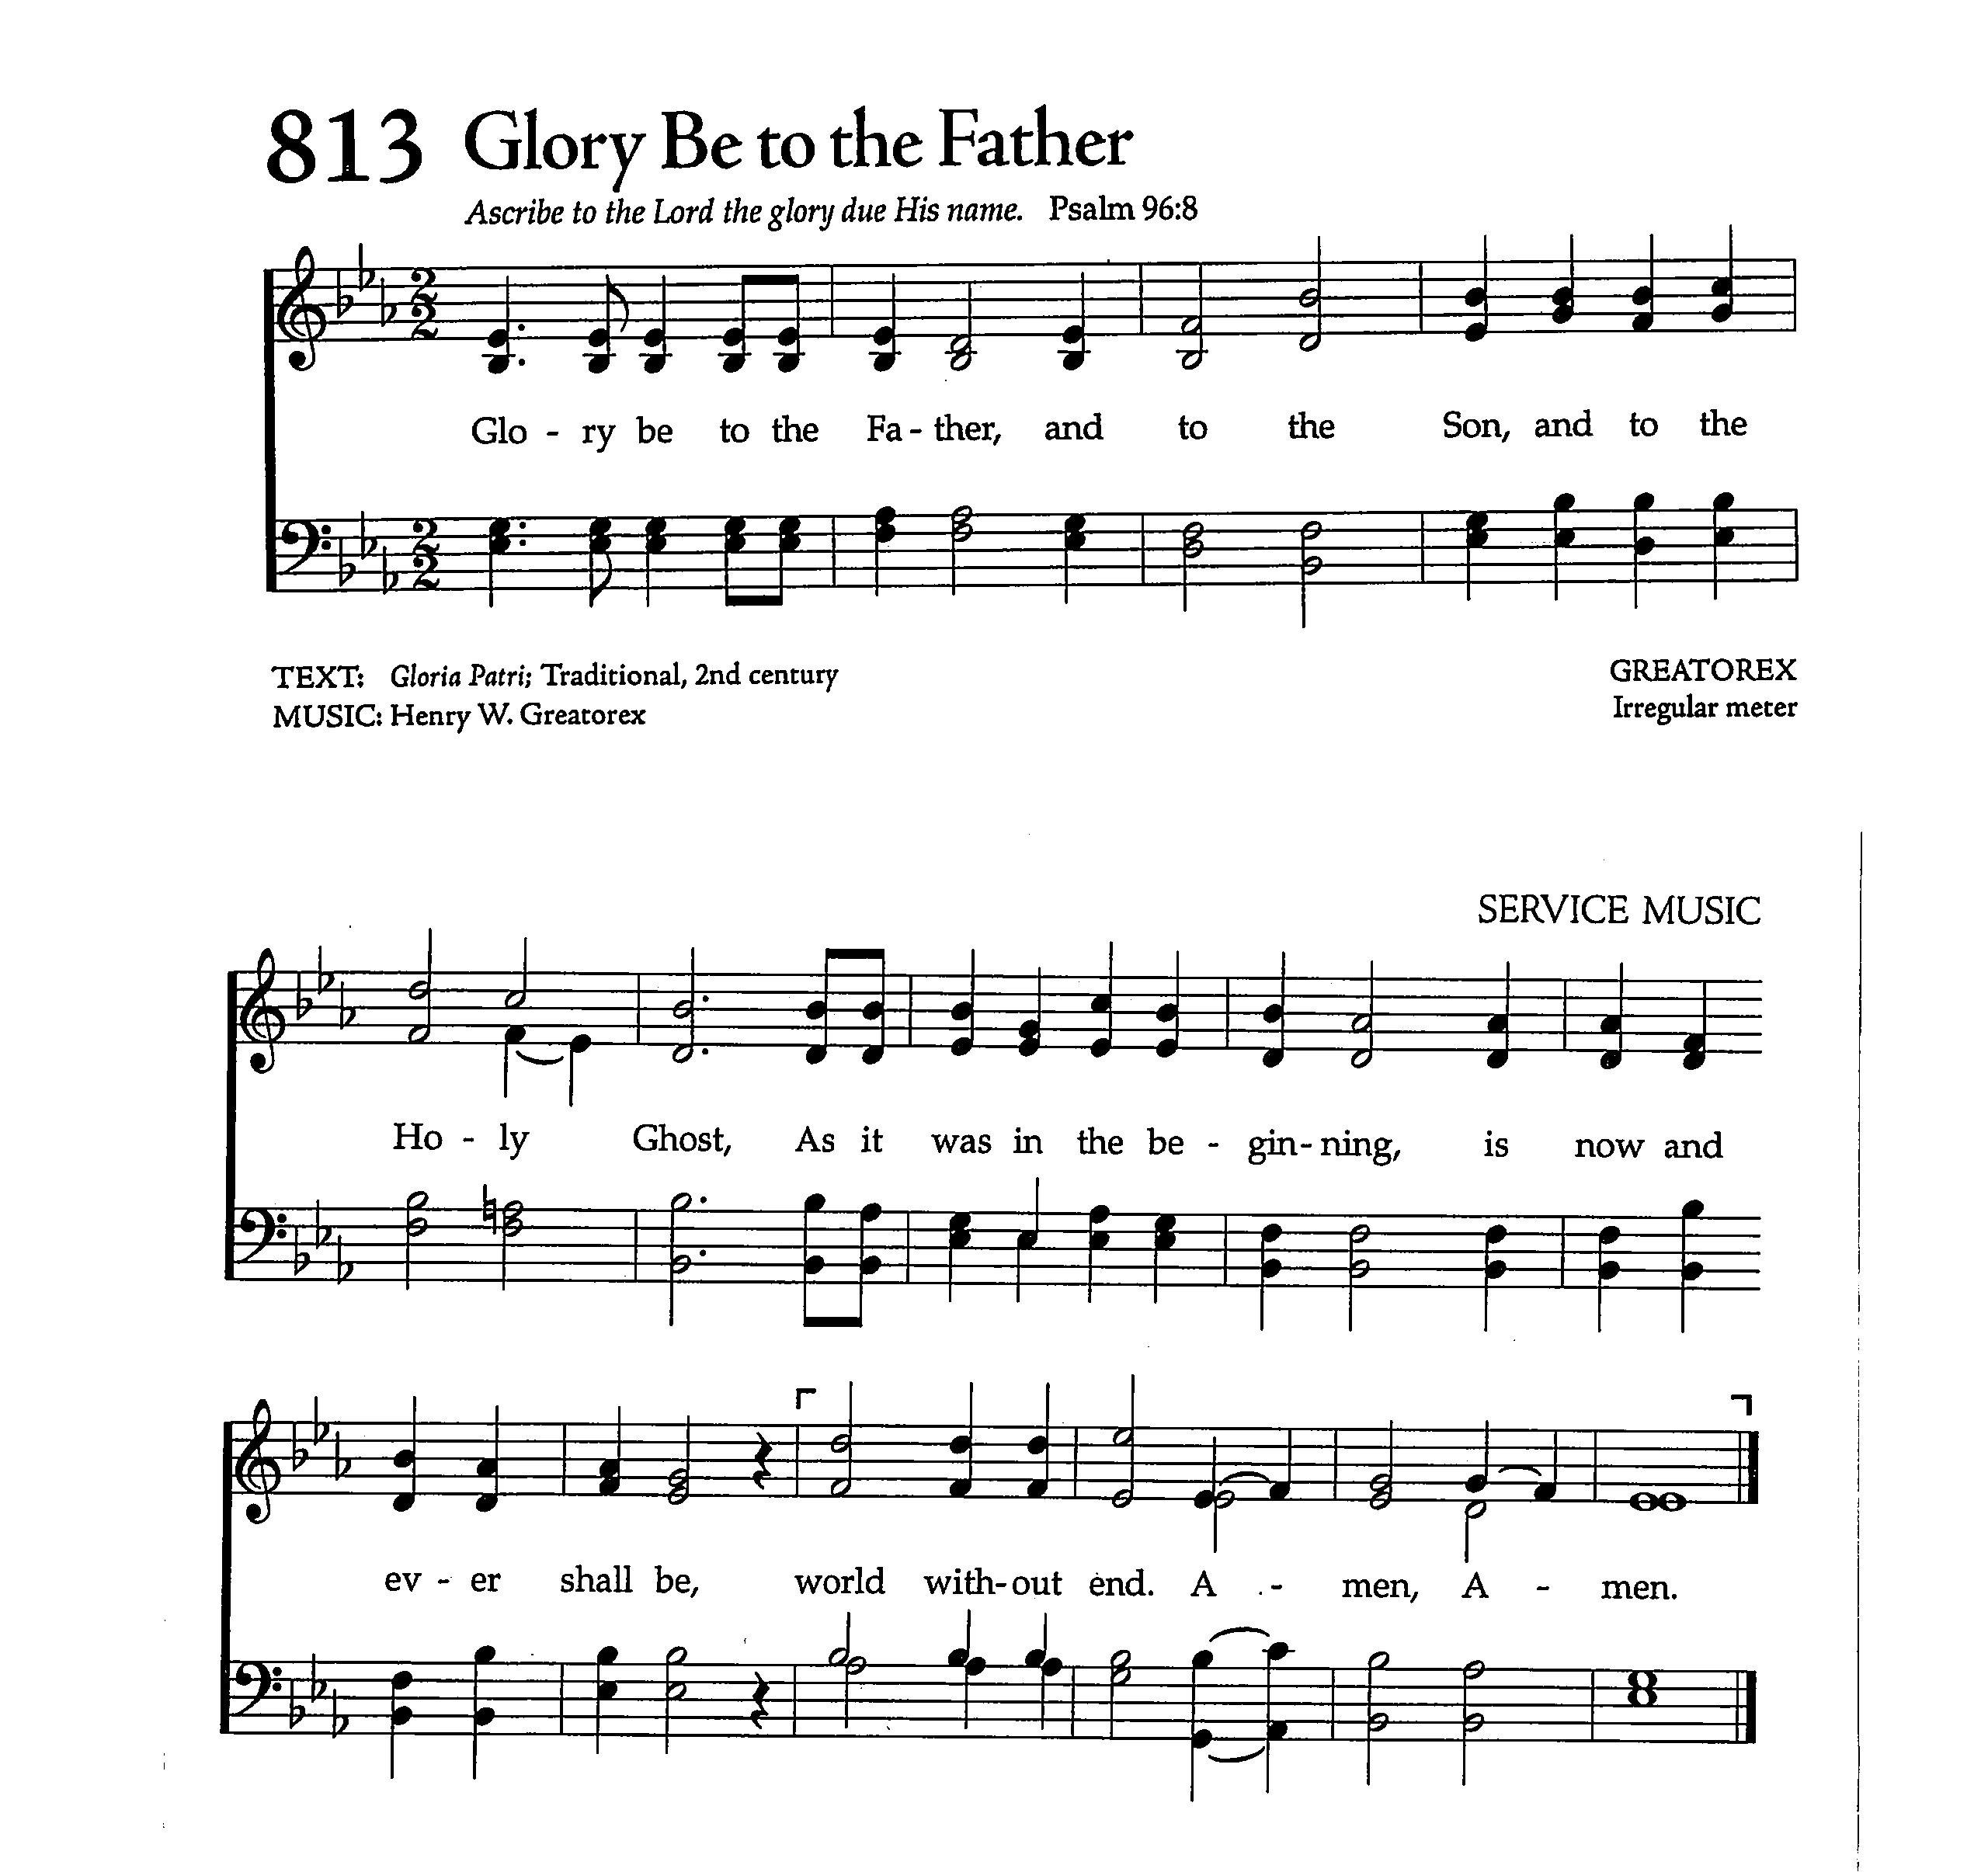 813 Glory Be to the Father
Ascribe to the Lord the glory due His name. Psalm 96:8
Glo - ry be to the Fa - ther, and to the Son, and to the
TEXT: Gloria Patri; Traditional, 2nd century
MUSIC: Henry W. Greatorex
GREATOREX
Irregular meter
SERVICE MUSIC
Ho - ly Ghost, As it was in the be - gin - ning, is now and
ev - er shall be, world with - out end. A - men, A - men.